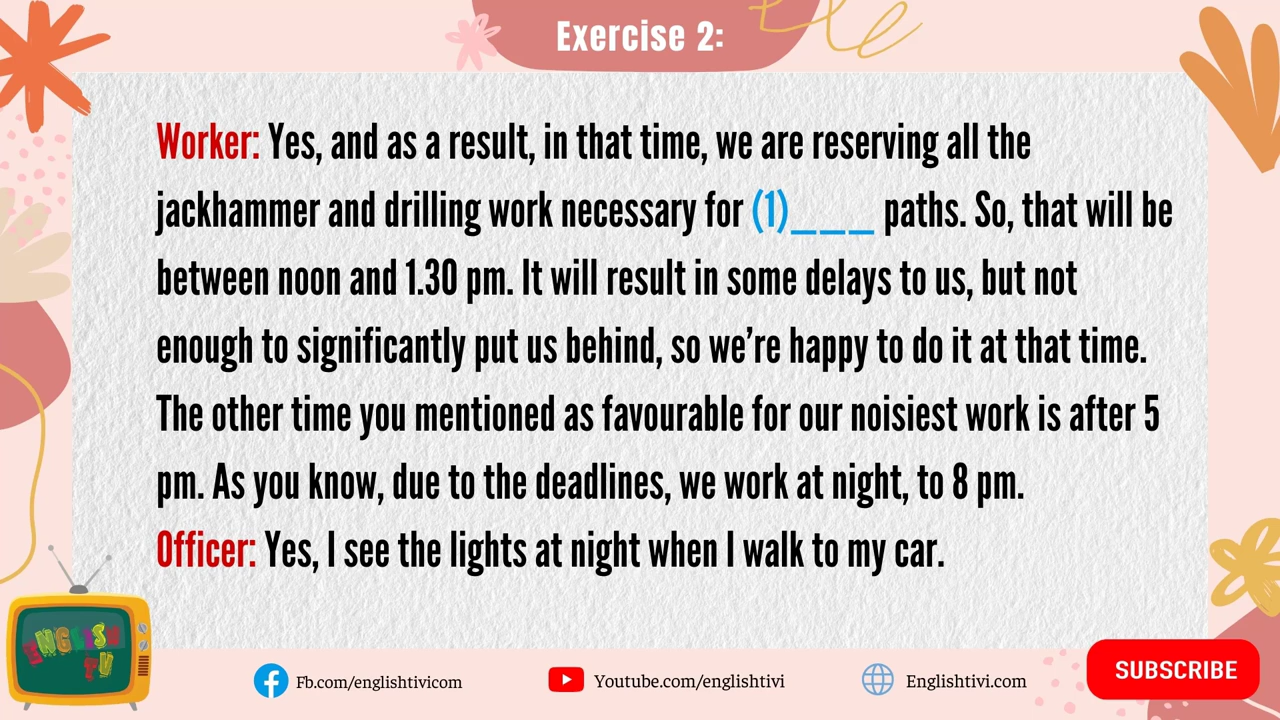 Exercise 2:
Worker: Yes, and as a result, in that time, we are reserving all the
jackhammer and drilling work necessary for (1)___ paths. So, that will be
between noon and 1.30 pm. It will result in some delays to us, but not
enough to significantly put us behind, so we’re happy to do it at that time.
The other time you mentioned as favourable for our noisiest work is after 5
pm. As you know, due to the deadlines, we work at night, to 8 pm.
Officer: Yes, I see the lights at night when I walk to my car.
ENGLISH
TV
Fb.com/englishtivicom
Youtube.com/englishtivi
Englishtivi.com
SUBSCRIBE